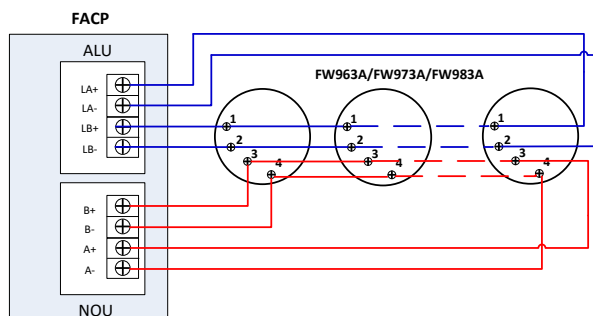 FACP
ALU
LA+
LA-
LB+
LB-
FW963A/FW973A/FW983A
1
2
3
4
1
2
3
4
1
2
3
4
B+
B-
A+
A-
NOU